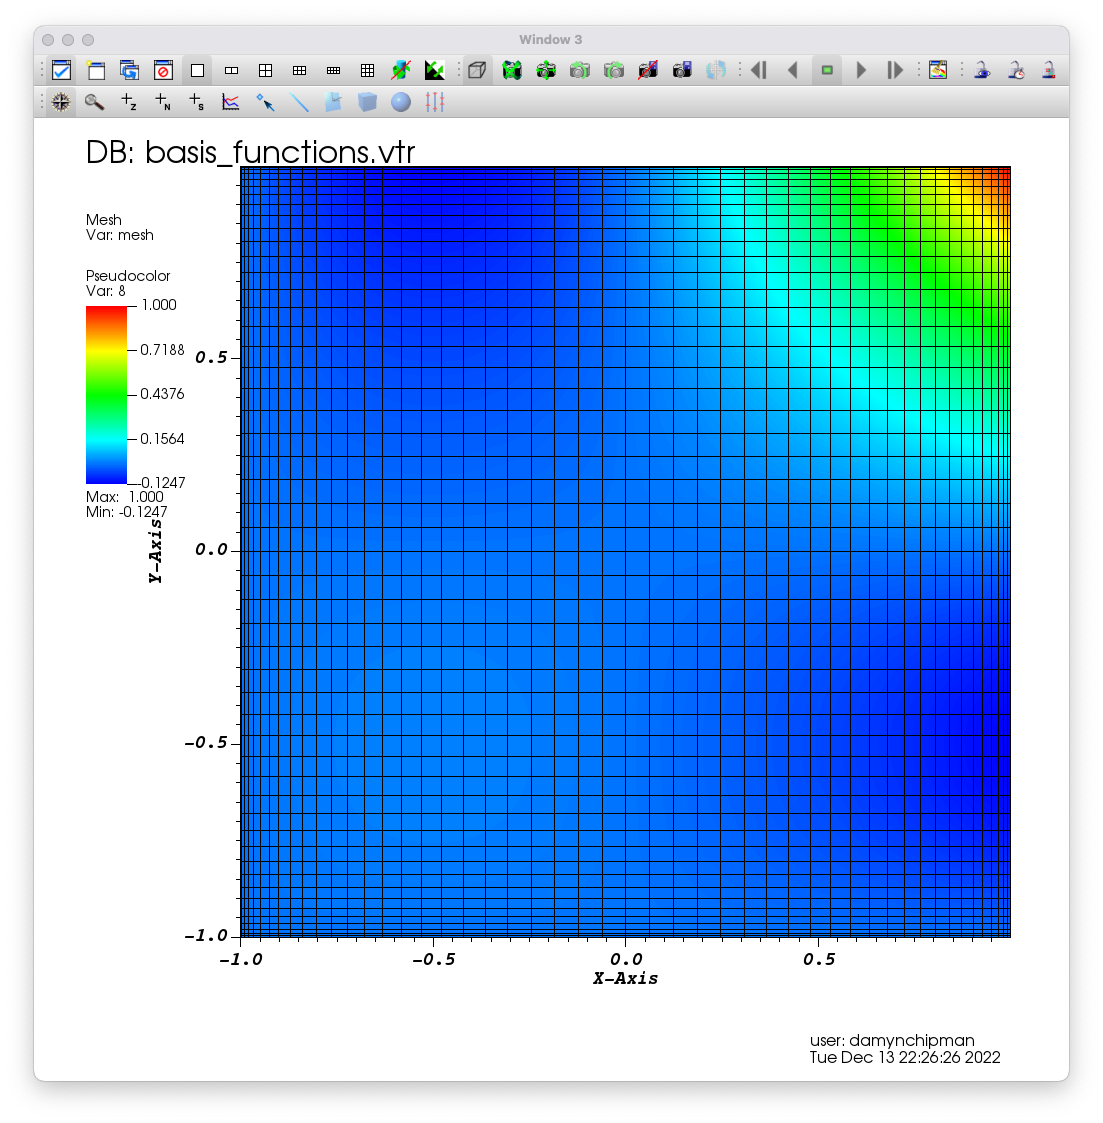 Window 3
DB: basis_functions.vtr
Mesh
Var: mesh
Pseudocolor
Var: 8
1.000
0.7188
0.4376
0.1564
-0.1247
Max: 1.000
Min: -0.1247
Y-Axis
0.5
0.0
-0.5
-1.0
-1.0 -0.5 0.0 0.5
X-Axis
user: damynchipman
Tue Dec 13 22:26:26 2022